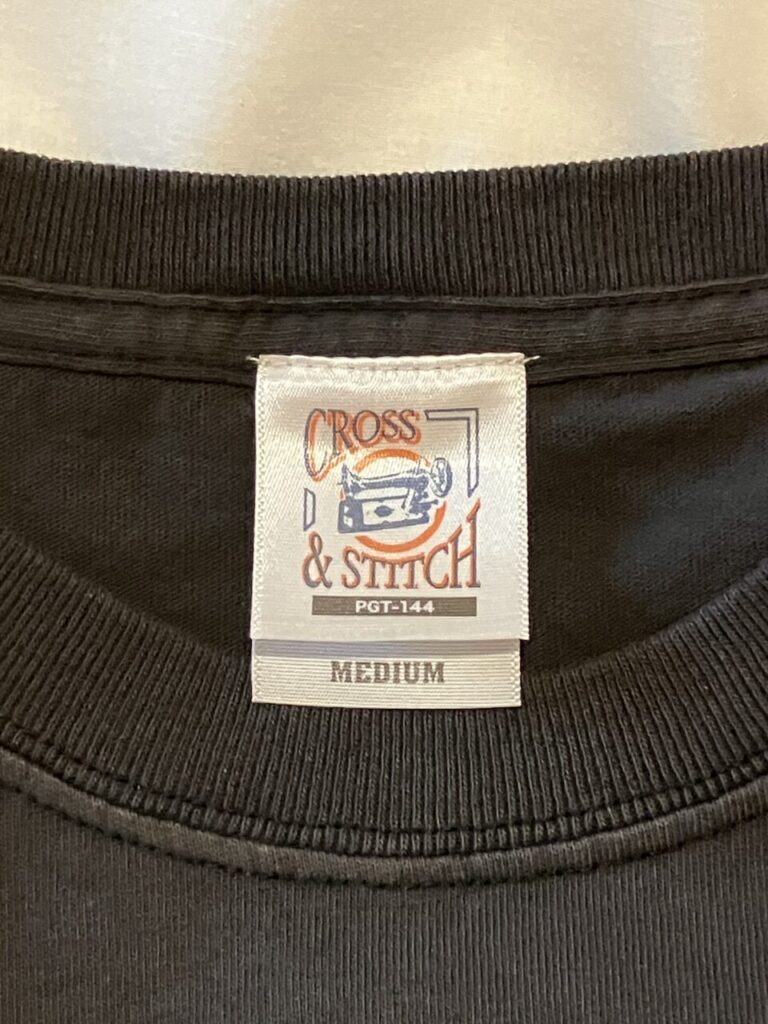 CROSS
& STITCH
PGT-144
MEDIUM